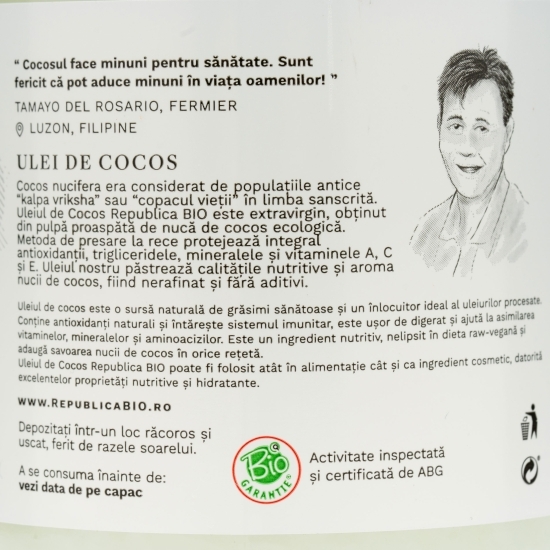 “ Cocosul face minuni pentru sănătate. Sunt
fericit că pot aduce minuni în viața oamenilor! ”
TAMAYO DEL ROSARIO, FERMIER
LUZON, FILIPINE
ULEI DE COCOS
Cocos nucifera era considerat de populațiile antice
“kalpa vriksha” sau “copacul vieții” în limba sanscrită.
Uleiul de Cocos Republica BIO este extravirgin, obținut
din pulpă proaspătă de nucă de cocos ecologică.
Metoda de presare la rece protejează integral
antioxidanții, trigliceridele, mineralele și vitaminele A, C
și E. Uleiul nostru păstrează calitățile nutritive și aroma
nucii de cocos, fiind nerafinat și fără aditivi.
Uleiul de cocos este o sursă naturală de grăsimi sănătoase și un înlocuitor ideal al uleiurilor procesate.
Conține antioxidanți naturali și întărește sistemul imunitar, este ușor de digerat și ajută la asimilarea
vitaminelor, mineralelor și aminoacizilor. Este un ingredient nutritiv, nelipsit în dieta raw-vegană și
adaugă savoarea nucii de cocos în orice rețetă.
Uleiul de Cocos Republica BIO poate fi folosit atât în alimentație cât și ca ingredient cosmetic, datorită
excelentelor proprietăți nutritive și hidratante.
WWW.REPUBLICABIO.RO
Depozitați într-un loc răcoros și
uscat, ferit de razele soarelui.
A se consuma înainte de:
vezi data de pe capac
@
Bio
GARANTIE®
Activitate inspectată
și certificată de ABG